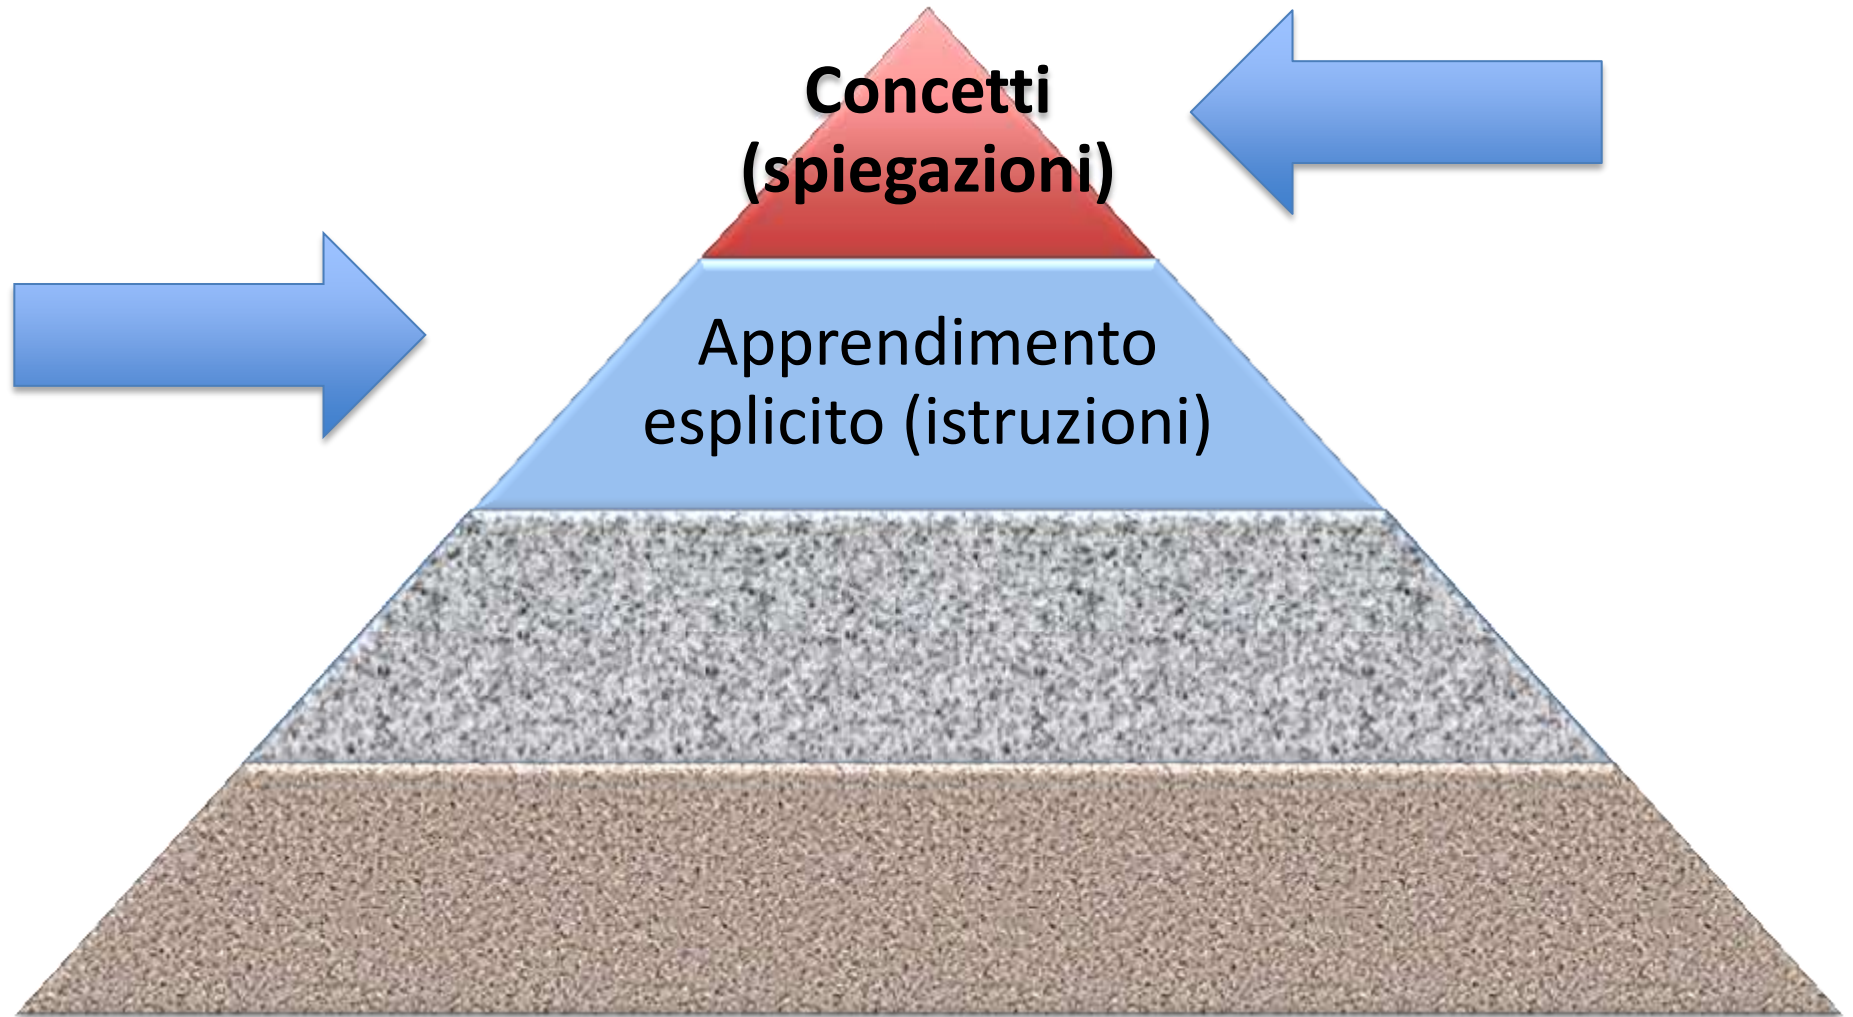 Concetti
(spiegazioni)
Apprendimento
esplicito (istruzioni)